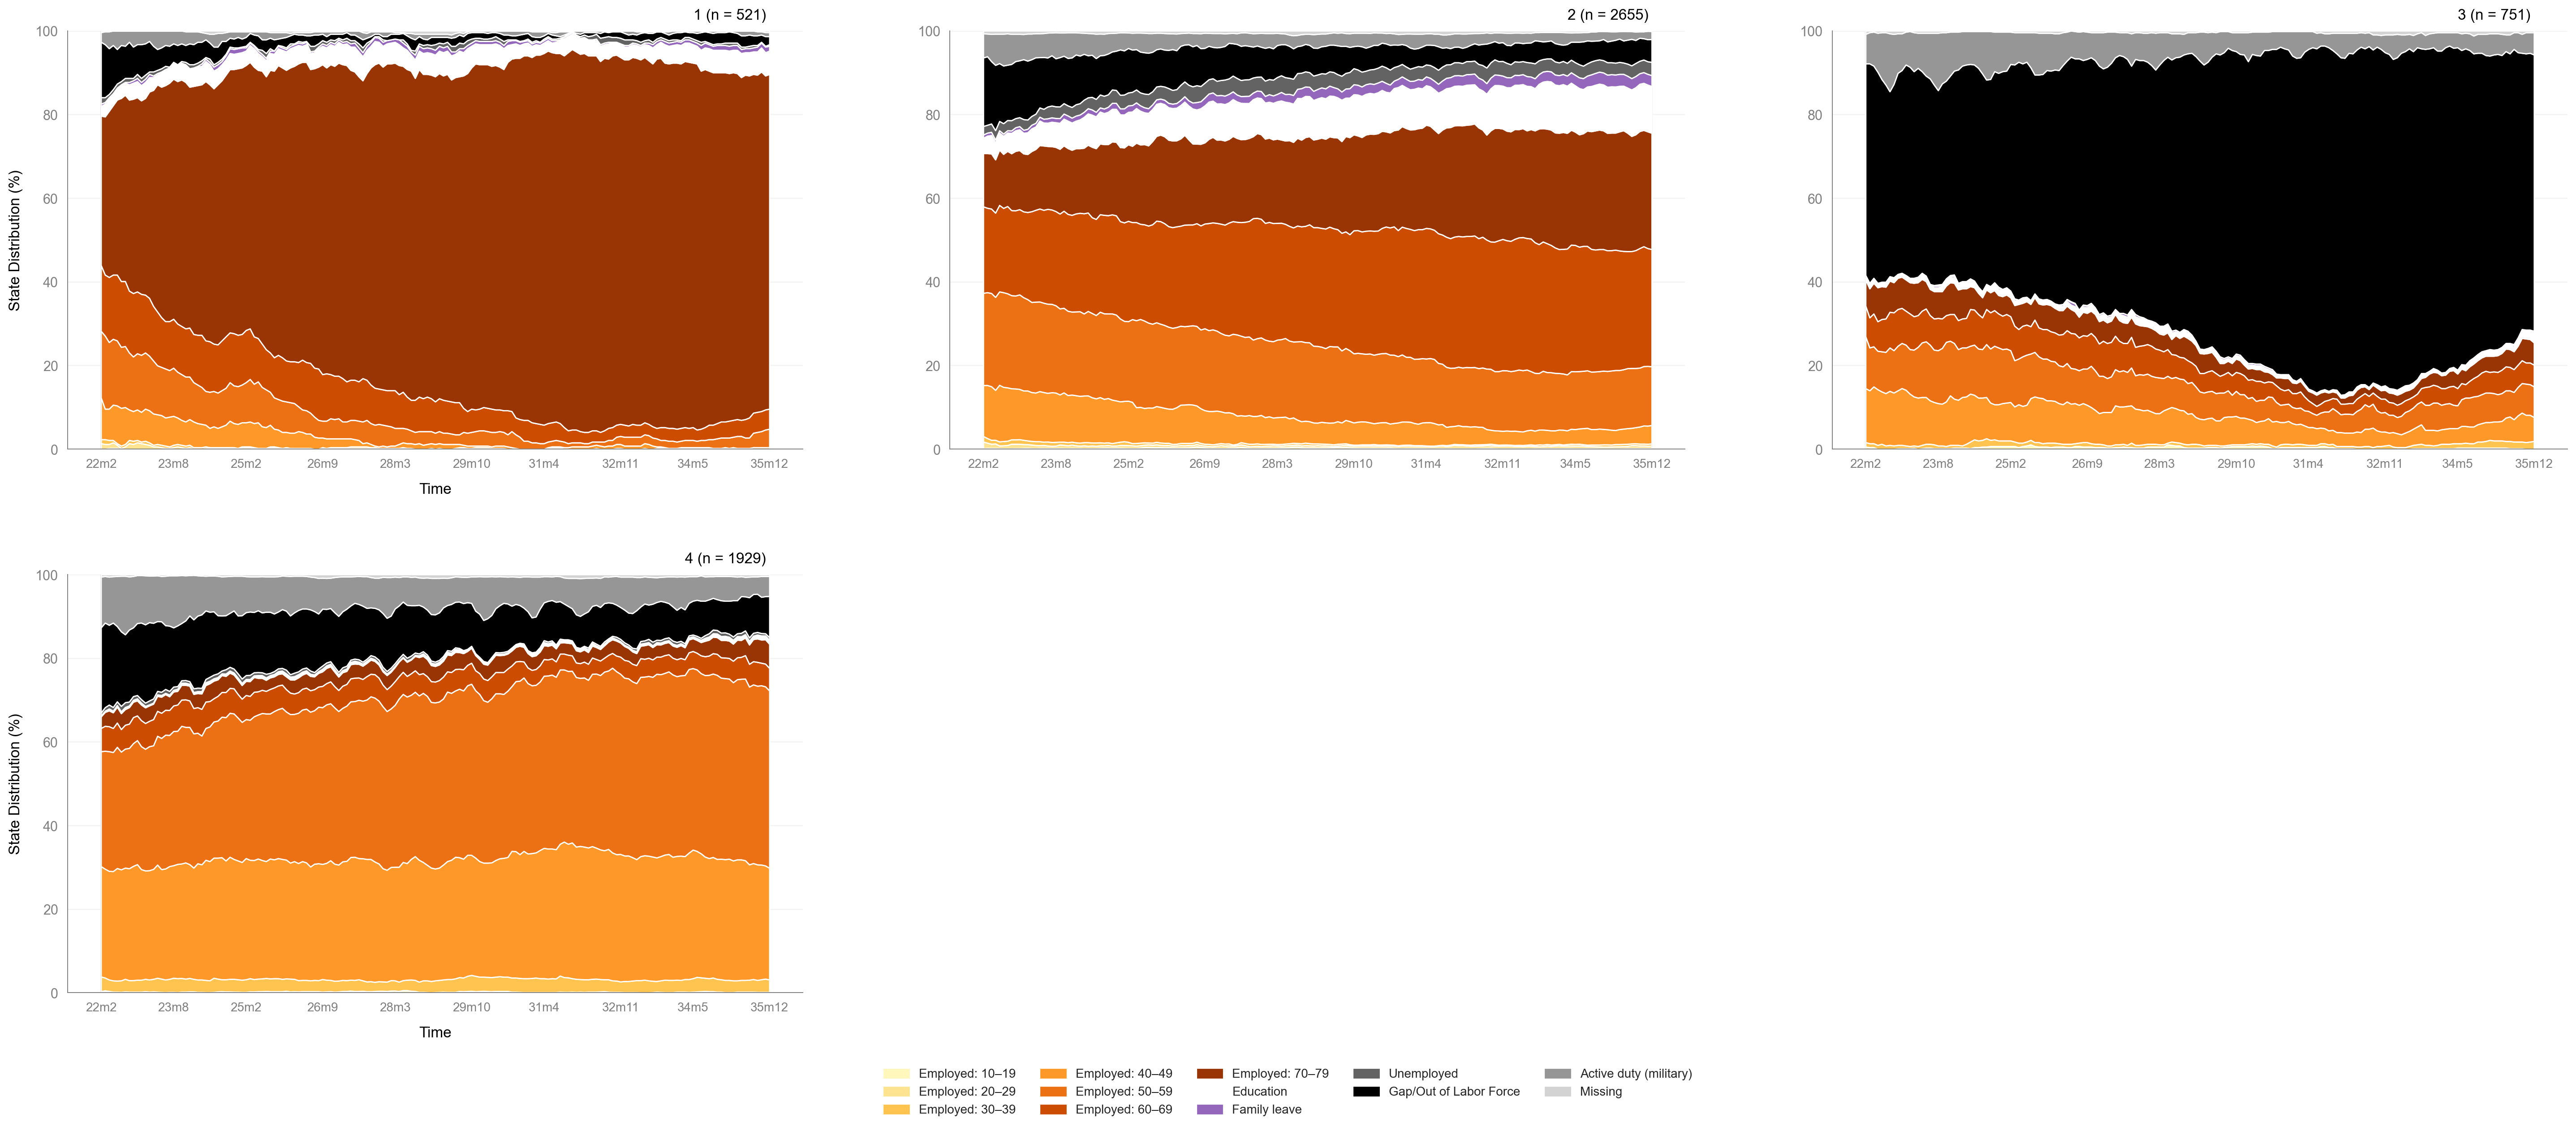 1 (n = 521)
2 (n = 2655)
3 (n = 751)
State Distribution (%)
100
80
60
40
20
0
22m2 23m8 25m2 26m9 28m3 29m10 31m4 32m11 34m5 35m12
Time
100
80
60
40
20
0
22m2 23m8 25m2 26m9 28m3 29m10 31m4 32m11 34m5 35m12
100
80
60
40
20
0
22m2 23m8 25m2 26m9 28m3 29m10 31m4 32m11 34m5 35m12
4 (n = 1929)
State Distribution (%)
100
80
60
40
20
0
22m2 23m8 25m2 26m9 28m3 29m10 31m4 32m11 34m5 35m12
Time
Employed: 10–19
Employed: 20–29
Employed: 30–39
Employed: 40–49
Employed: 50–59
Employed: 60–69
Employed: 70–79
Education
Family leave
Unemployed
Gap/Out of Labor Force
Active duty (military)
Missing